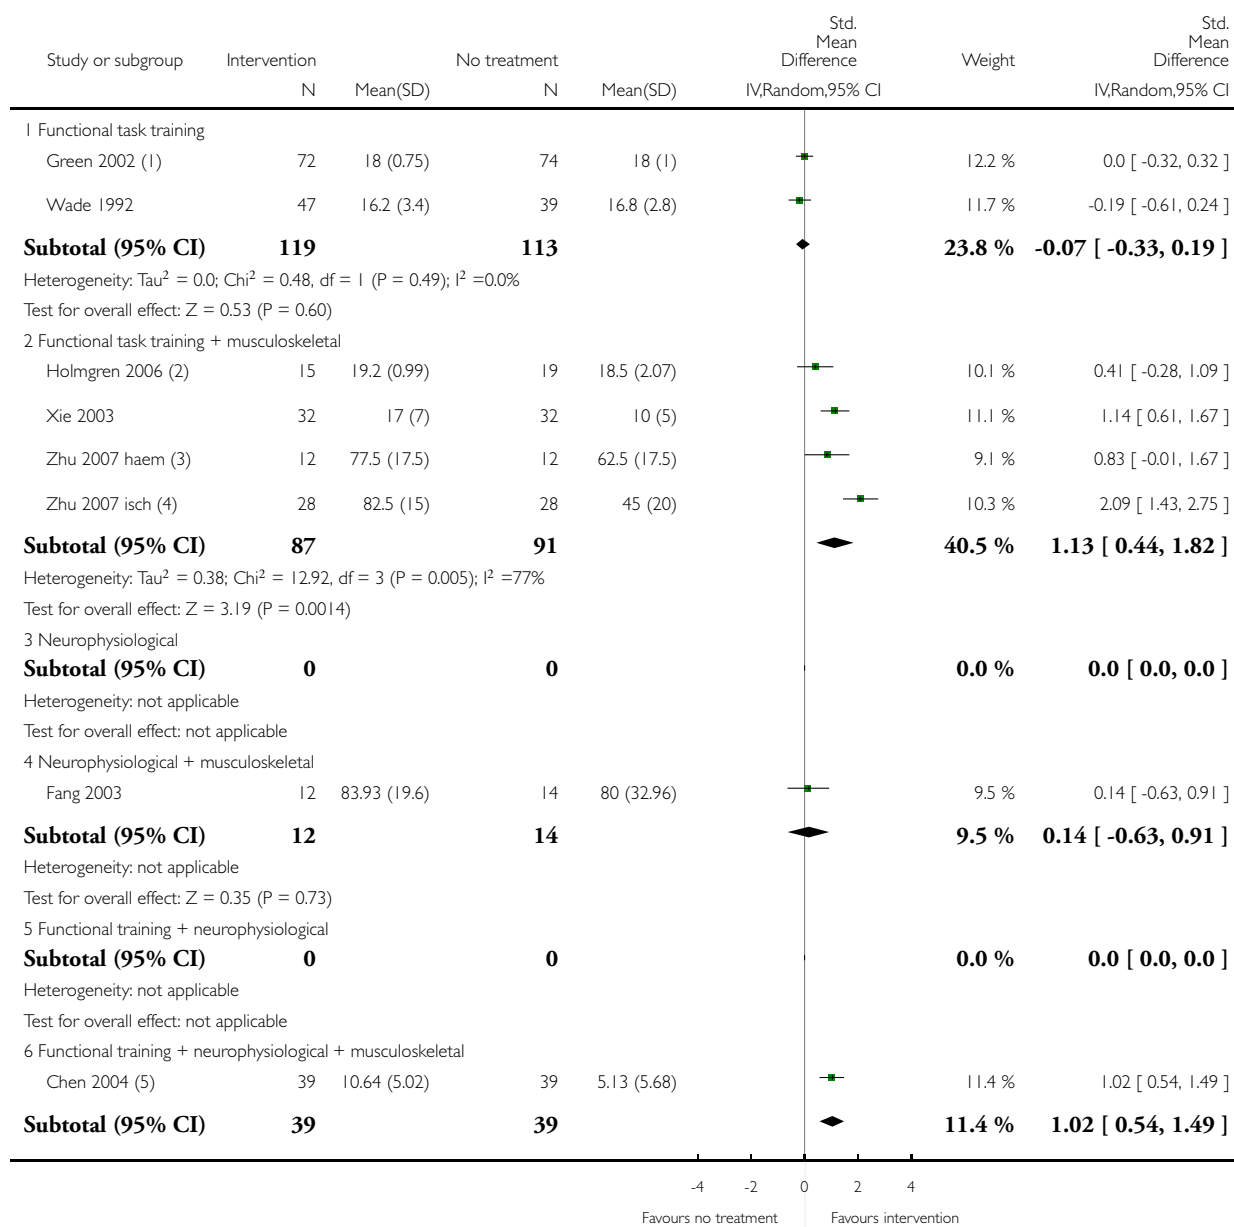 Std.
Mean
Difference
Std.
Mean
Difference
Study or subgroup Intervention No treatment Weight
N Mean(SD) N Mean(SD) IV,Random,95% CI IV,Random,95% CI
1 Functional task training
Green 2002 (1) 72 18 (0.75) 74 18 (1) 12.2 % 0.0 [ -0.32, 0.32 ]
Wade 1992 47 16.2 (3.4) 39 16.8 (2.8) 11.7 % -0.19 [ -0.61, 0.24 ]
Subtotal (95% CI) 119 113 23.8 % -0.07 [ -0.33, 0.19 ]
Heterogeneity: Tau² = 0.0; Chi² = 0.48, df = 1 (P = 0.49); I² =0.0%
Test for overall effect: Z = 0.53 (P = 0.60)
2 Functional task training + musculoskeletal
Holmgren 2006 (2) 15 19.2 (0.99) 19 18.5 (2.07) 10.1 % 0.41 [ -0.28, 1.09 ]
Xie 2003 32 17 (7) 32 10 (5) 11.1 % 1.14 [ 0.61, 1.67 ]
Zhu 2007 haem (3) 12 77.5 (17.5) 12 62.5 (17.5) 9.1 % 0.83 [ -0.01, 1.67 ]
Zhu 2007 isch (4) 28 82.5 (15) 28 45 (20) 10.3 % 2.09 [ 1.43, 2.75 ]
Subtotal (95% CI) 87 91 40.5 % 1.13 [ 0.44, 1.82 ]
Heterogeneity: Tau² = 0.38; Chi² = 12.92, df = 3 (P = 0.005); I² =77%
Test for overall effect: Z = 3.19 (P = 0.0014)
3 Neurophysiological
Subtotal (95% CI) 0 0 0.0 % 0.0 [ 0.0, 0.0 ]
Heterogeneity: not applicable
Test for overall effect: not applicable
4 Neurophysiological + musculoskeletal
Fang 2003 12 83.93 (19.6) 14 80 (32.96) 9.5 % 0.14 [ -0.63, 0.91 ]
Subtotal (95% CI) 12 14 9.5 % 0.14 [ -0.63, 0.91 ]
Heterogeneity: not applicable
Test for overall effect: Z = 0.35 (P = 0.73)
5 Functional training + neurophysiological
Subtotal (95% CI) 0 0 0.0 % 0.0 [ 0.0, 0.0 ]
Heterogeneity: not applicable
Test for overall effect: not applicable
6 Functional training + neurophysiological + musculoskeletal
Chen 2004 (5) 39 10.64 (5.02) 39 5.13 (5.68) 11.4 % 1.02 [ 0.54, 1.49 ]
Subtotal (95% CI) 39 39 11.4 % 1.02 [ 0.54, 1.49 ]
-4 -2 0 2 4
Favours no treatment Favours intervention